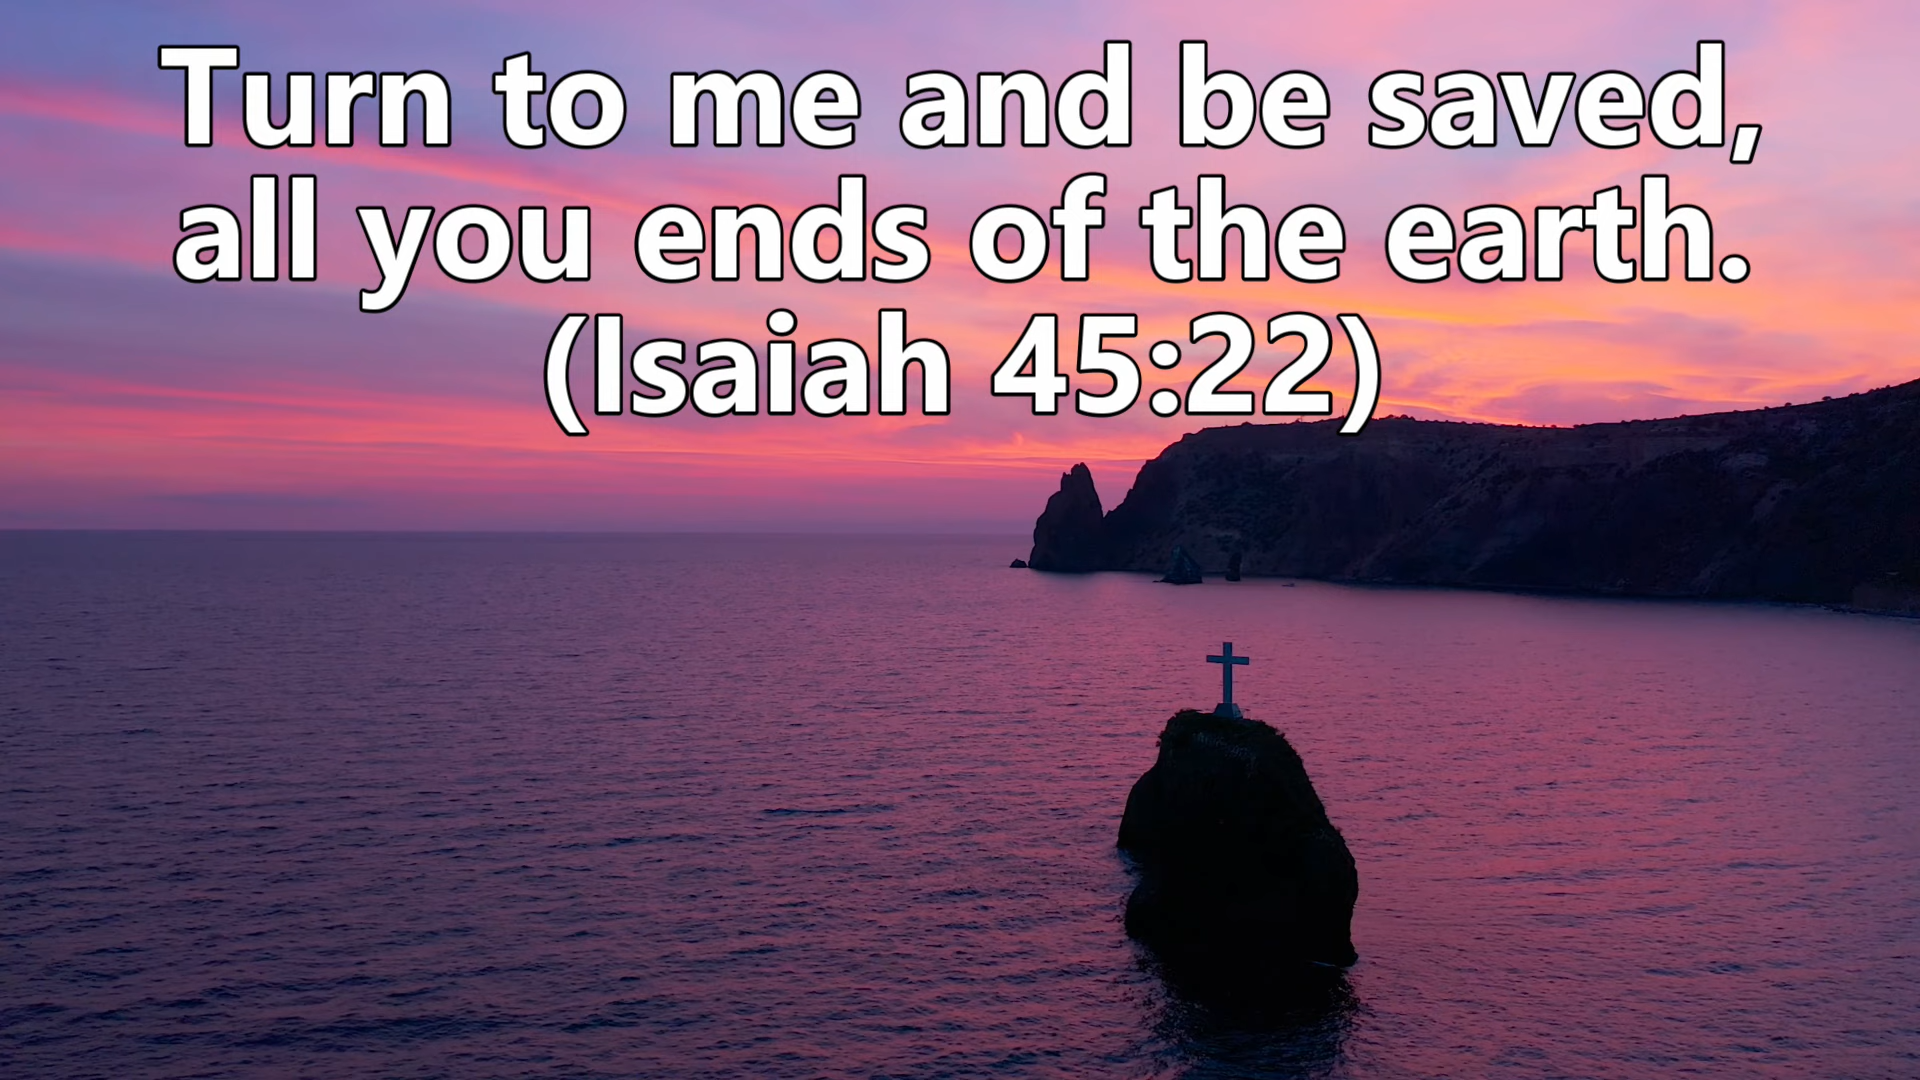 Turn to me and be saved,
all you ends of the earth.
(Isaiah 45:22)